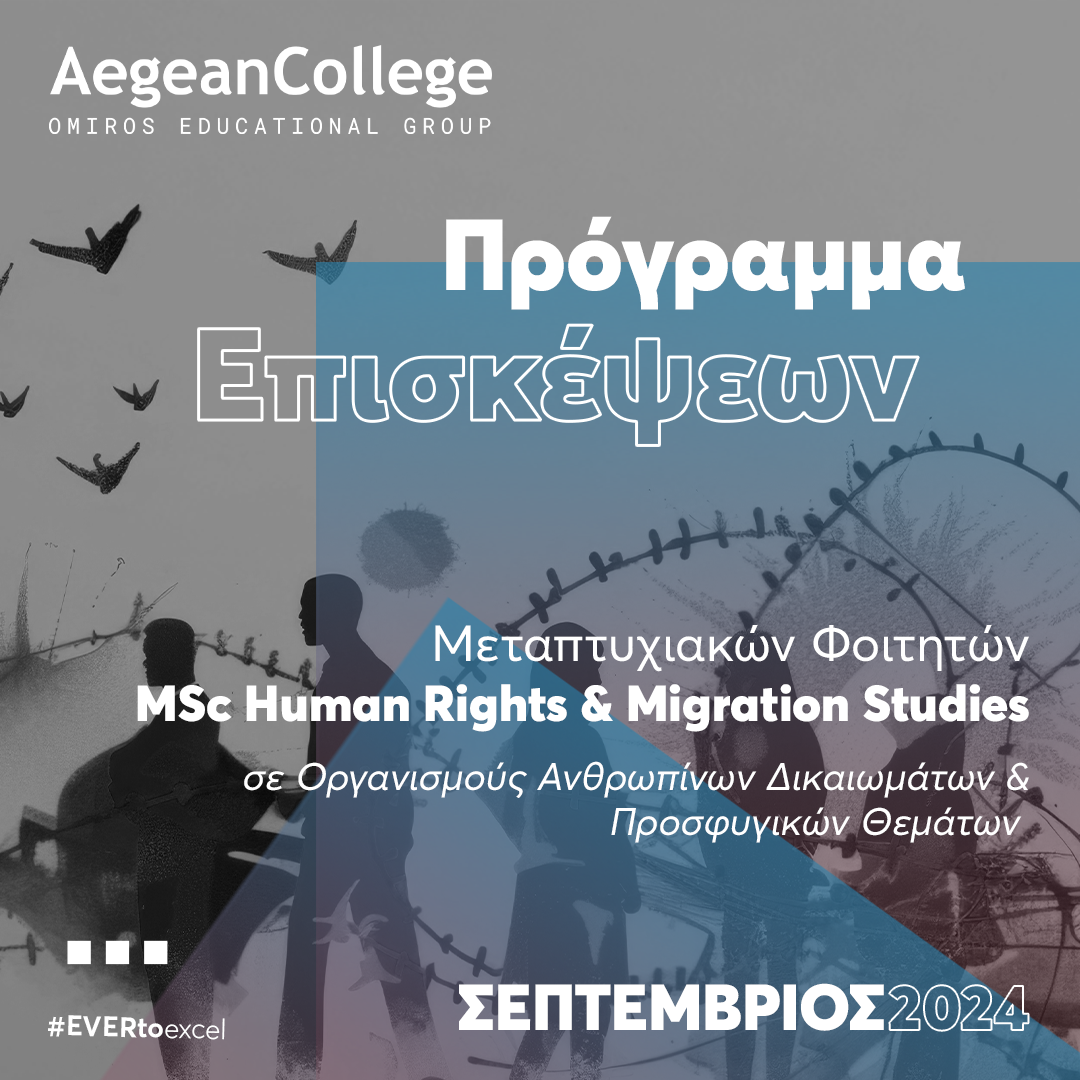 AegeanCollege
OMIROS EDUCATIONAL GROUP
Πρόγραμμα
Επισκέψεων
Μεταπτυχιακών Φοιτητών
MSc Human Rights & Migration Studies
σε Οργανισμούς Ανθρωπίνων Δικαιωμάτων &
Προσφυγικών Θεμάτων
ΣΕΠΤΕΜΒΡΙΟΣ2024
#EVERtoexcel